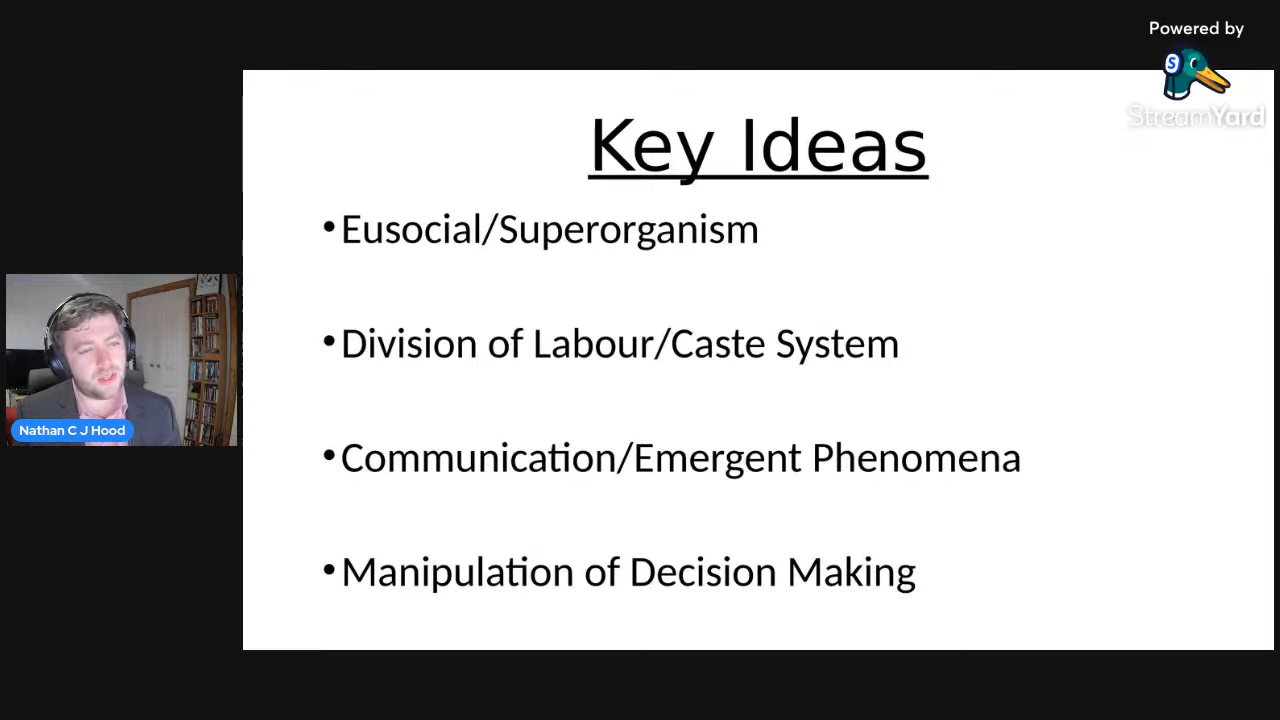 Powered by
StreamYard
Key Ideas
•Eusocial/Superorganism
•Division of Labour/Caste System
•Communication/Emergent Phenomena
•Manipulation of Decision Making
Nathan C J Hood